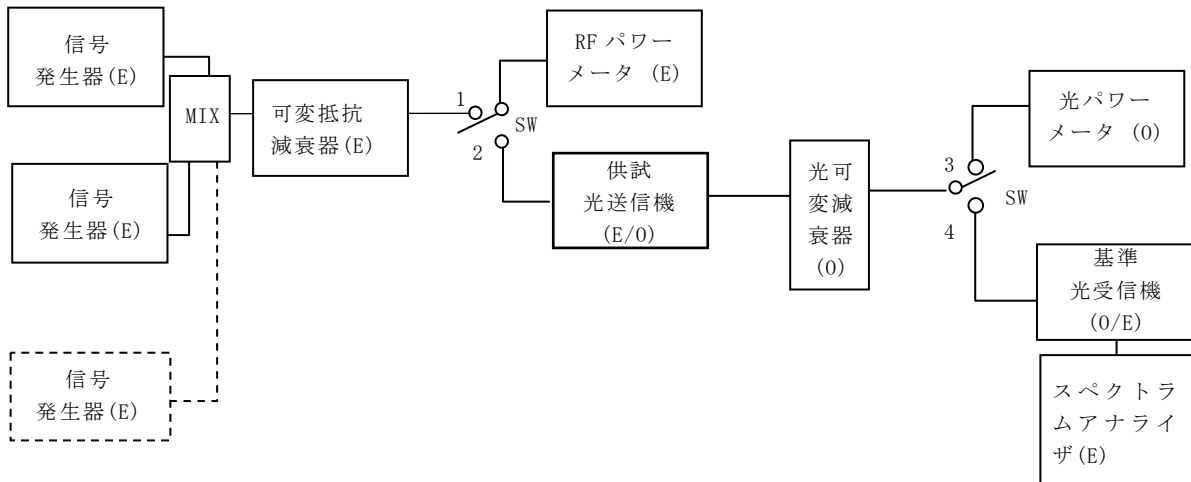 信号
発生器(E)
MIX
信号
発生器(E)
信号
発生器(E)
可変抵抗
減衰器(E)
1
2
SW
RF パワー
メータ (E)
供試
光送信機
(E/O)
光可
変減
衰器
(O)
3
4
SW
光パワー
メータ (O)
基準
光受信機
(O/E)
スペクトラ
ムアナライ
ザ(E)